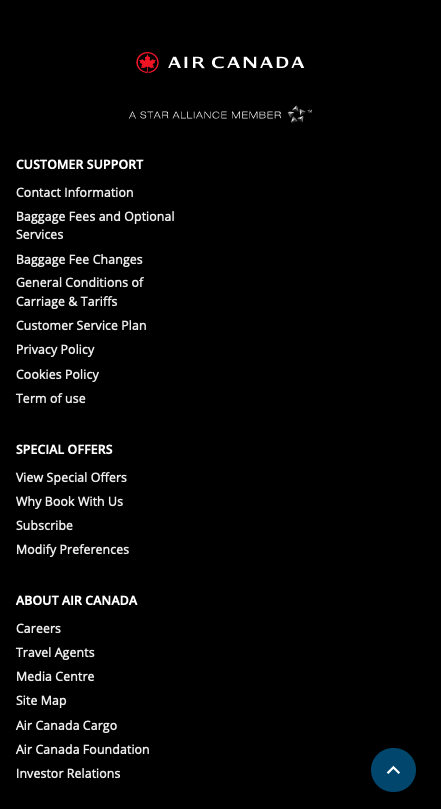 AIR CANADA
A STAR ALLIANCE MEMBER ™
CUSTOMER SUPPORT
Contact Information
Baggage Fees and Optional
Services
Baggage Fee Changes
General Conditions of
Carriage & Tariffs
Customer Service Plan
Privacy Policy
Cookies Policy
Term of use
SPECIAL OFFERS
View Special Offers
Why Book With Us
Subscribe
Modify Preferences
ABOUT AIR CANADA
Careers
Travel Agents
Media Centre
Site Map
Air Canada Cargo
Air Canada Foundation
Investor Relations